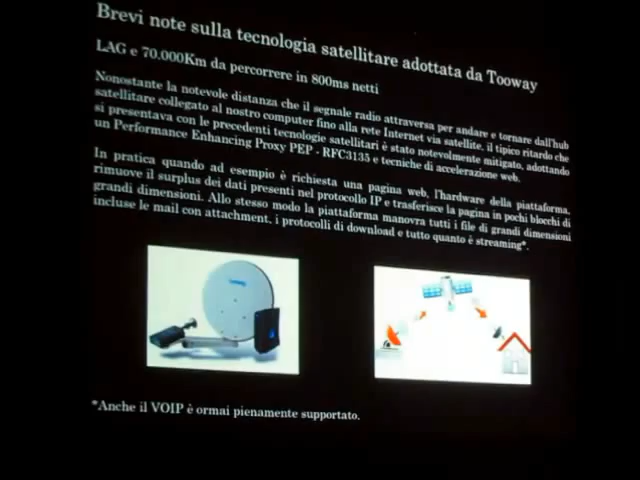 Brevi note sulla tecnologia satellitare adottata da Tooway
LAG e 70.000Km da percorrere in 800ms netti
Nonostante la notevole distanza che il segnale radio attraversa per andare e tornare dall'hub
satellitare collegato al nostro computer fino alla rete Internet via satellite, il tipico ritardo che
si presentava con le precedenti tecnologie satellitari è stato notevolmente mitigato, adottando
un Performance Enhancing Proxy PEP - RFC3135 e tecniche di accelerazione web.
In pratica quando ad esempio è richiesta una pagina web, l'hardware della piattaforma,
rimuove il surplus dei dati presenti nel protocollo IP e trasferisce la pagina in pochi blocchi di
grandi dimensioni. Allo stesso modo la piattaforma manovra tutti i file di grandi dimensioni
incluse le mail con attachment, i protocolli di download e tutto quanto è streaming*.
*Anche il VOIP è ormai pienamente supportato.